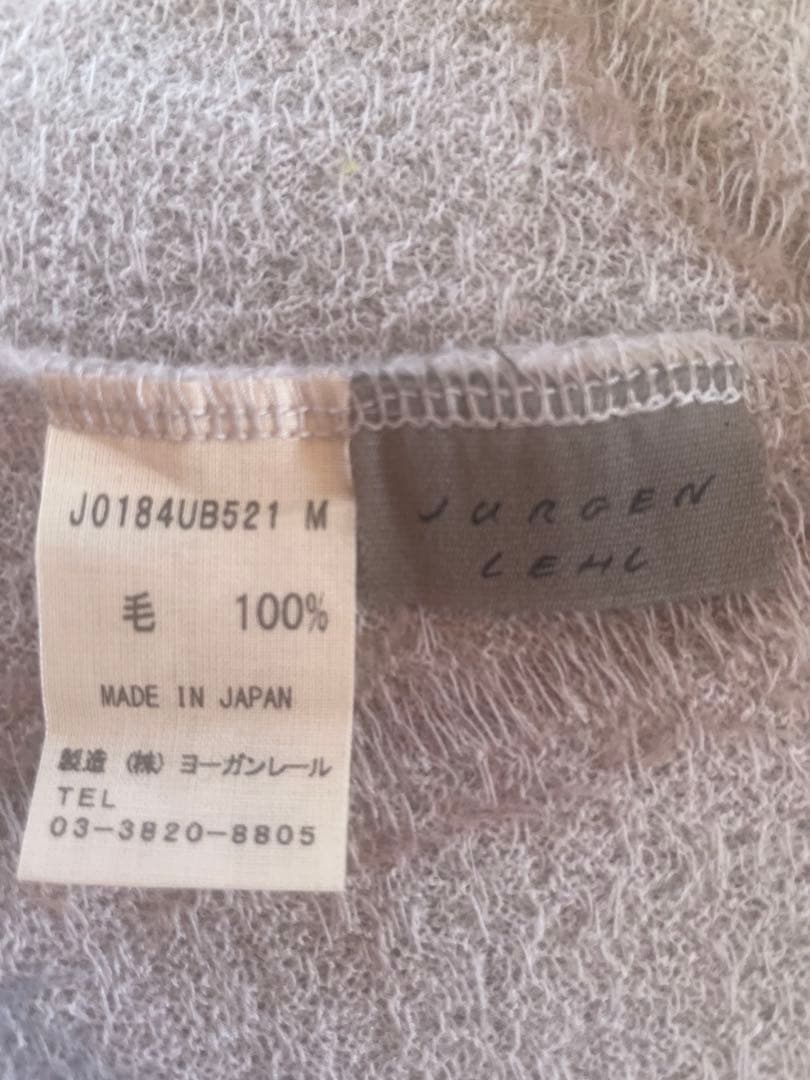 J0184UB521 M
毛 100%
MADE IN JAPAN
製造 (株) ヨーガンレール
TEL
03-3820-8805
JURGEN
LEHL